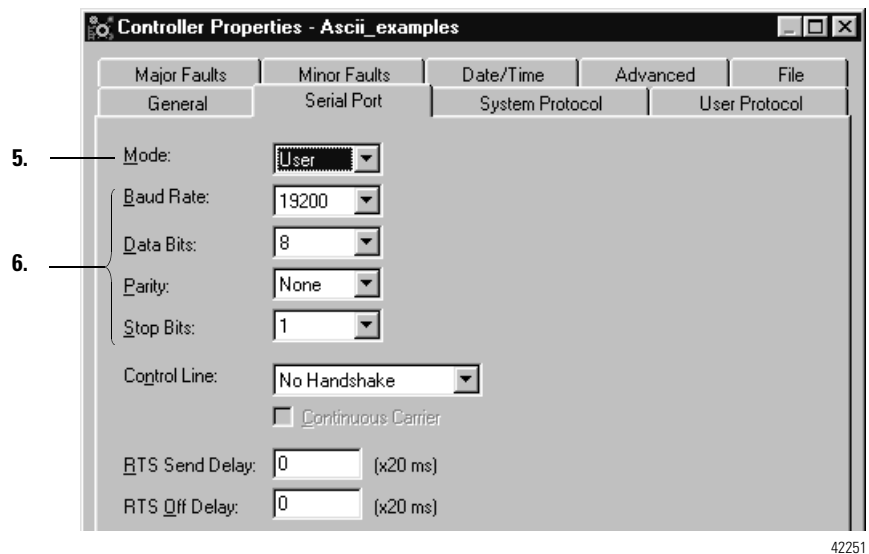 Controller Properties - Ascii_examples
Major Faults Minor Faults Date/Time Advanced File
General Serial Port System Protocol User Protocol
5. Mode: User
Baud Rate: 19200
Data Bits: 8
6.
Parity: None
Stop Bits: 1
Control Line: No Handshake
Continuous Carrier
RTS Send Delay: 0 (x20 ms)
RTS Off Delay: 0 (x20 ms)
42251